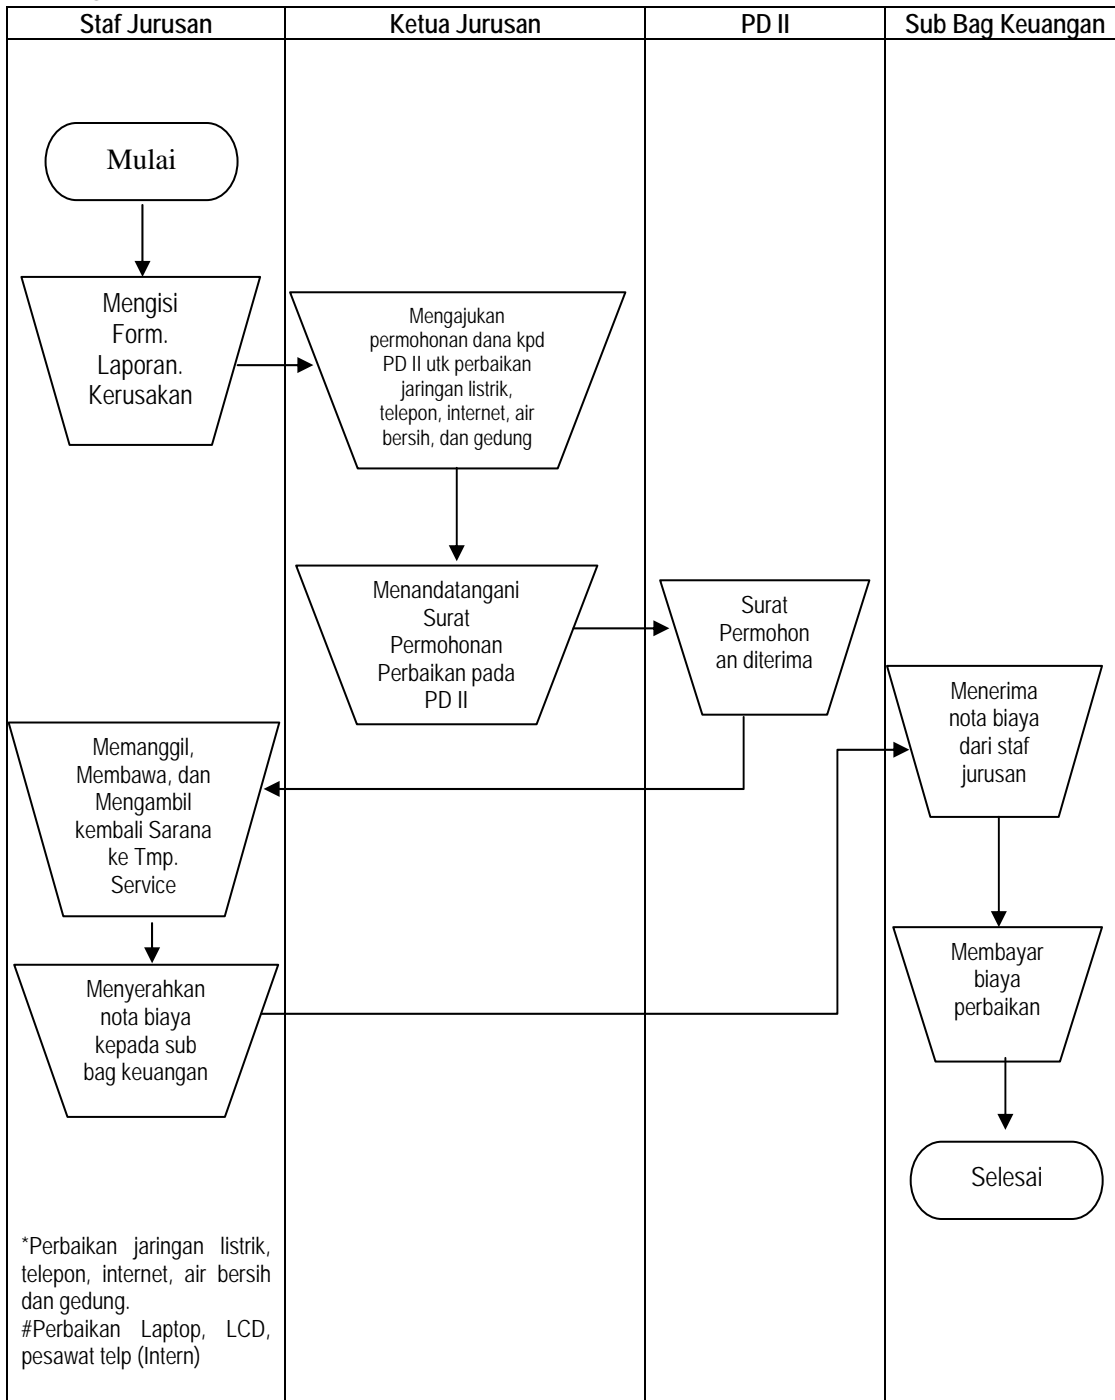 Staf Jurusan
Ketua Jurusan
PD II
Sub Bag Keuangan
Mulai
Mengisi
Form.
Laporan.
Kerusakan
Mengajukan
permohonan dana kpd
PD II utk perbaikan
jaringan listrik,
telepon, internet, air
bersih, dan gedung
Menandatangani
Surat
Permohonan
Perbaikan pada
PD II
Surat
Permohon
an diterima
Memanggil,
Membawa, dan
Mengambil
kembali Sarana
ke Tmp.
Service
Menyerahkan
nota biaya
kepada sub
bag keuangan
Menerima
nota biaya
dari staf
jurusan
Membayar
biaya
perbaikan
Selesai
*Perbaikan jaringan listrik,
telepon, internet, air bersih
dan gedung.
#Perbaikan Laptop, LCD,
pesawat telp (Intern)